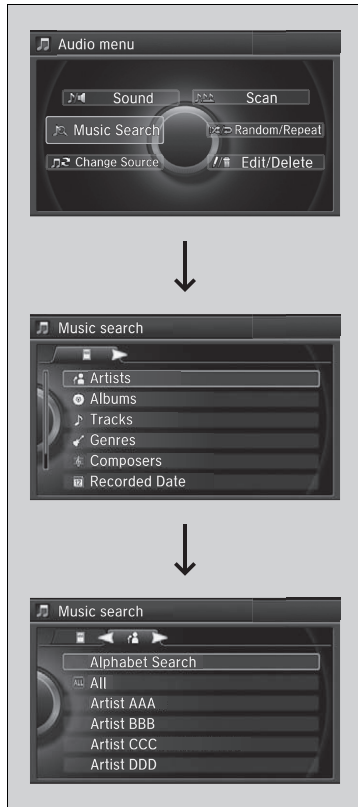 Audio menu
Sound Scan
Music Search Random/Repeat
Change Source Edit/Delete
Music search
Artists
Albums
Tracks
Genres
Composers
Recorded Date
Music search
Alphabet Search
ALL All
Artist AAA
Artist BBB
Artist CCC
Artist DDD